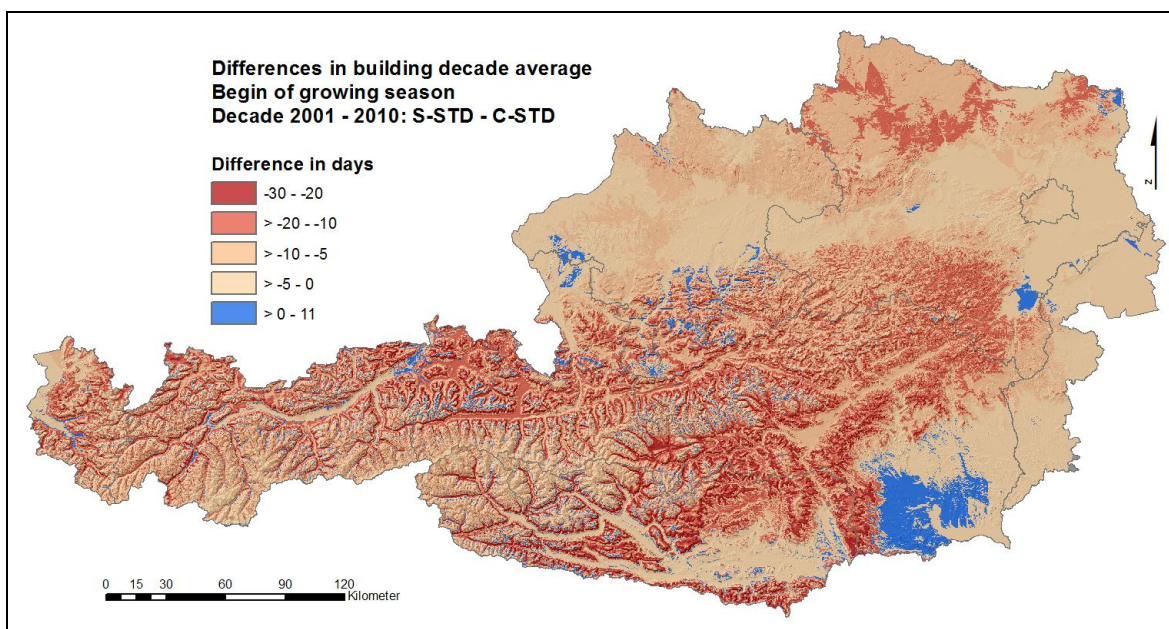 Differences in building decade average
Begin of growing season
Decade 2001 - 2010: S-STD - C-STD
Difference in days
-30 - -20
> -20 - -10
> -10 - -5
> -5 - 0
> 0 - 11
N
0 15 30 60 90 120
Kilometer